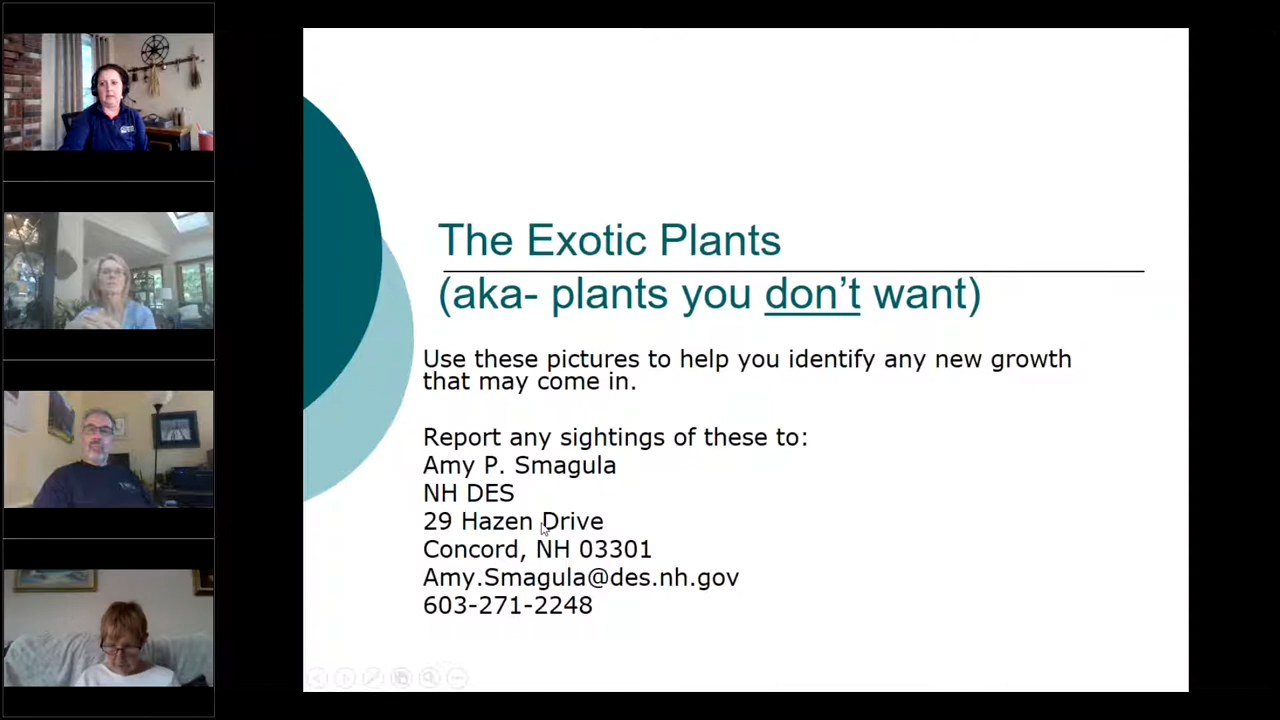 The Exotic Plants
(aka- plants you don’t want)
Use these pictures to help you identify any new growth
that may come in.
Report any sightings of these to:
Amy P. Smagula
NH DES
29 Hazen Drive
Concord, NH 03301
Amy.Smagula@des.nh.gov
603-271-2248